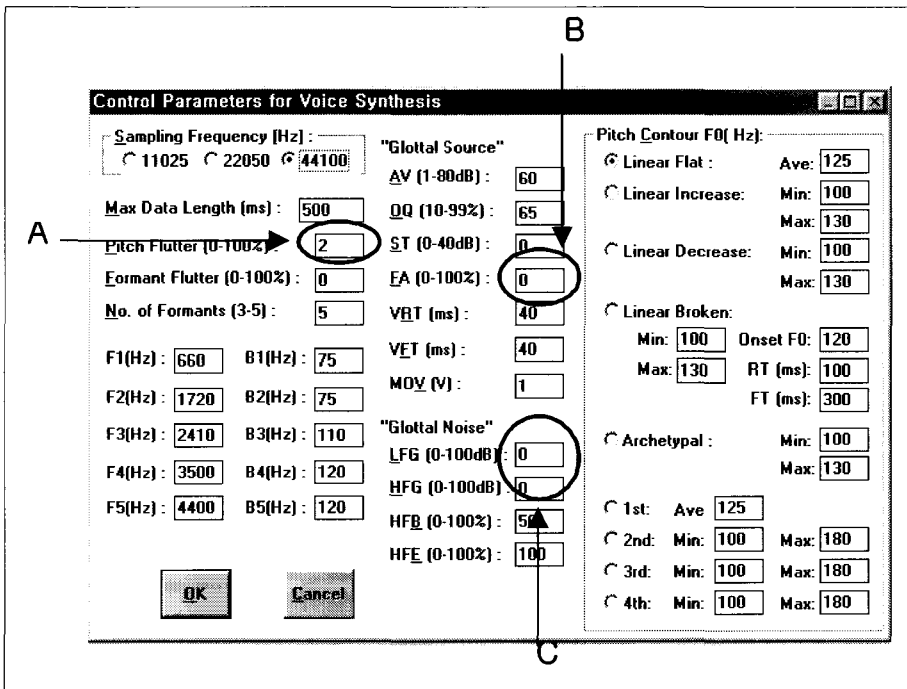 B
Control Parameters for Voice Synthesis
Sampling Frequency [Hz] :
11025 22050 44100
Max Data Length (ms) : 500
A
Pitch Flutter (0-100%) : 2
Formant Flutter (0-100%) : 0
No. of Formants (3-5) : 5
F1(Hz) : 660 B1(Hz) : 75
F2(Hz) : 1720 B2(Hz) : 75
F3(Hz) : 2410 B3(Hz) : 110
F4(Hz) : 3500 B4(Hz) : 120
F5(Hz) : 4400 B5(Hz) : 120
OK Cancel
"Glottal Source"
AV (1-80dB) : 60
OQ (10-99%) : 65
ST (0-40dB) : 0
FA (0-100%) : 0
VRT (ms) : 40
VFT (ms) : 40
MOV (V) : 1
"Glottal Noise"
LFG (0-100dB) : 0
HFG (0-100dB) : 0
HFB (0-100%) : 50
HFE (0-100%) : 100
C
Pitch Contour F0( Hz):
Linear Flat : Ave: 125
Linear Increase: Min: 100
Max: 130
Linear Decrease: Min: 100
Max: 130
Linear Broken:
Min: 100 Onset F0: 120
Max: 130 RT (ms): 100
FT (ms): 300
Archetypal : Min: 100
Max: 130
1st: Ave 125
2nd: Min: 100 Max: 180
3rd: Min: 100 Max: 180
4th: Min: 100 Max: 180